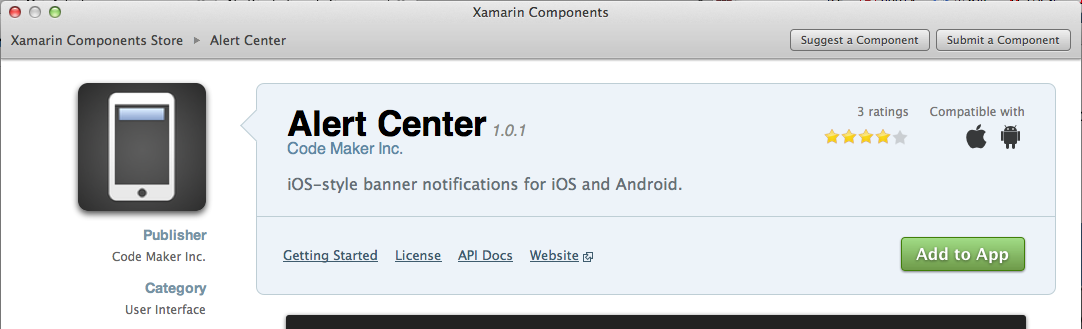 Xamarin Components
Xamarin Components Store ▸ Alert Center
Suggest a Component
Submit a Component
Alert Center 1.0.1
Code Maker Inc.
3 ratings
Compatible with
iOS-style banner notifications for iOS and Android.
Publisher
Code Maker Inc.
Category
User Interface
Getting Started License API Docs Website
Add to App